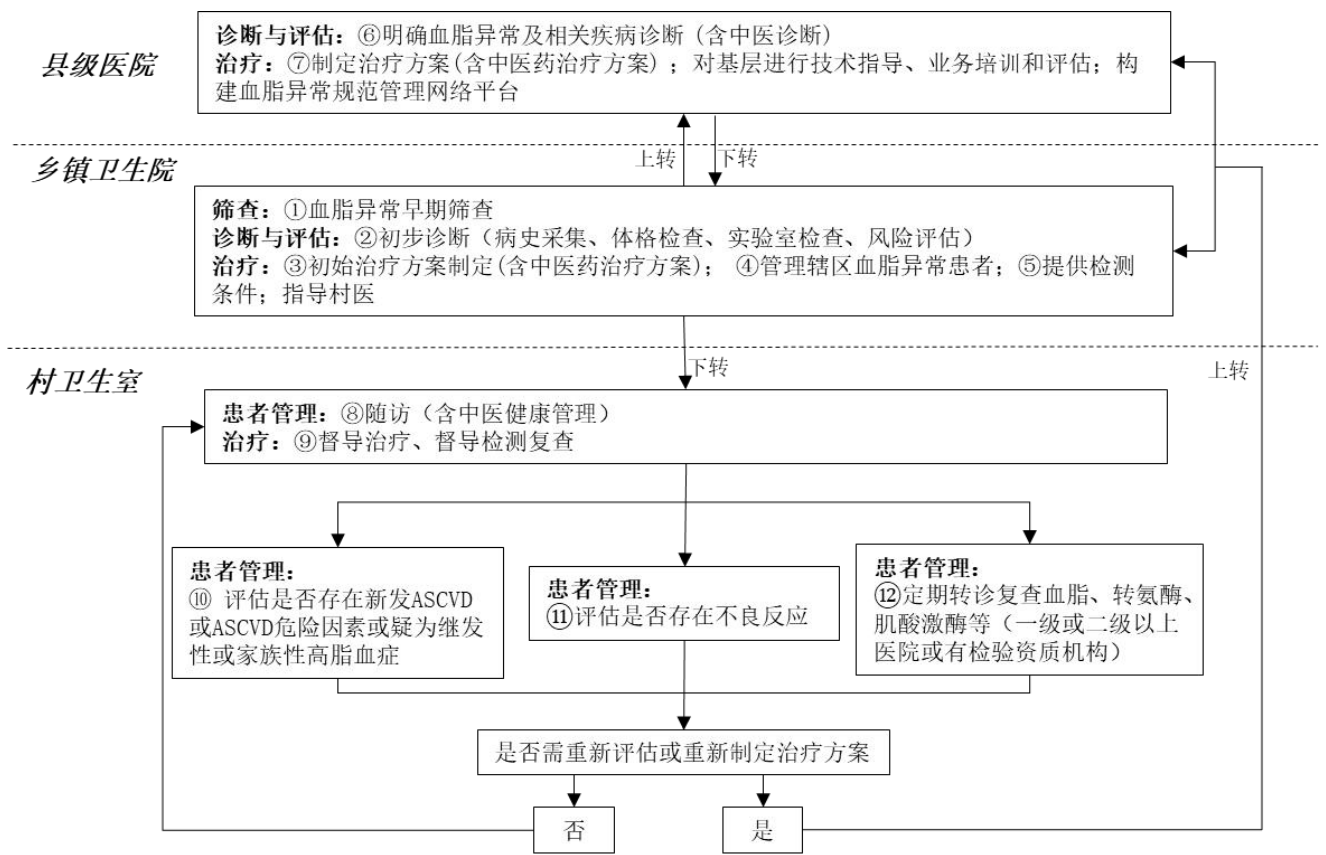 县级医院
诊断与评估：⑥明确血脂异常及相关疾病诊断（含中医诊断）
治疗：⑦制定治疗方案(含中医药治疗方案)；对基层进行技术指导、业务培训和评估；构
建血脂异常规范管理网络平台
上转
下转
乡镇卫生院
筛查：①血脂异常早期筛查
诊断与评估：②初步诊断（病史采集、体格检查、实验室检查、风险评估）
治疗：③初始治疗方案制定(含中医药治疗方案)； ④管理辖区血脂异常患者；⑤提供检测
条件；指导村医
下转
上转
村卫生室
患者管理：⑧随访（含中医健康管理）
治疗：⑨督导治疗、督导检测复查
患者管理：
⑩ 评估是否存在新发ASCVD
或ASCVD危险因素或疑为继发
性或家族性高脂血症
患者管理：
⑪评估是否存在不良反应
患者管理：
⑫定期转诊复查血脂、转氨酶、
肌酸激酶等（一级或二级以上
医院或有检验资质机构）
是否需重新评估或重新制定治疗方案
否
是